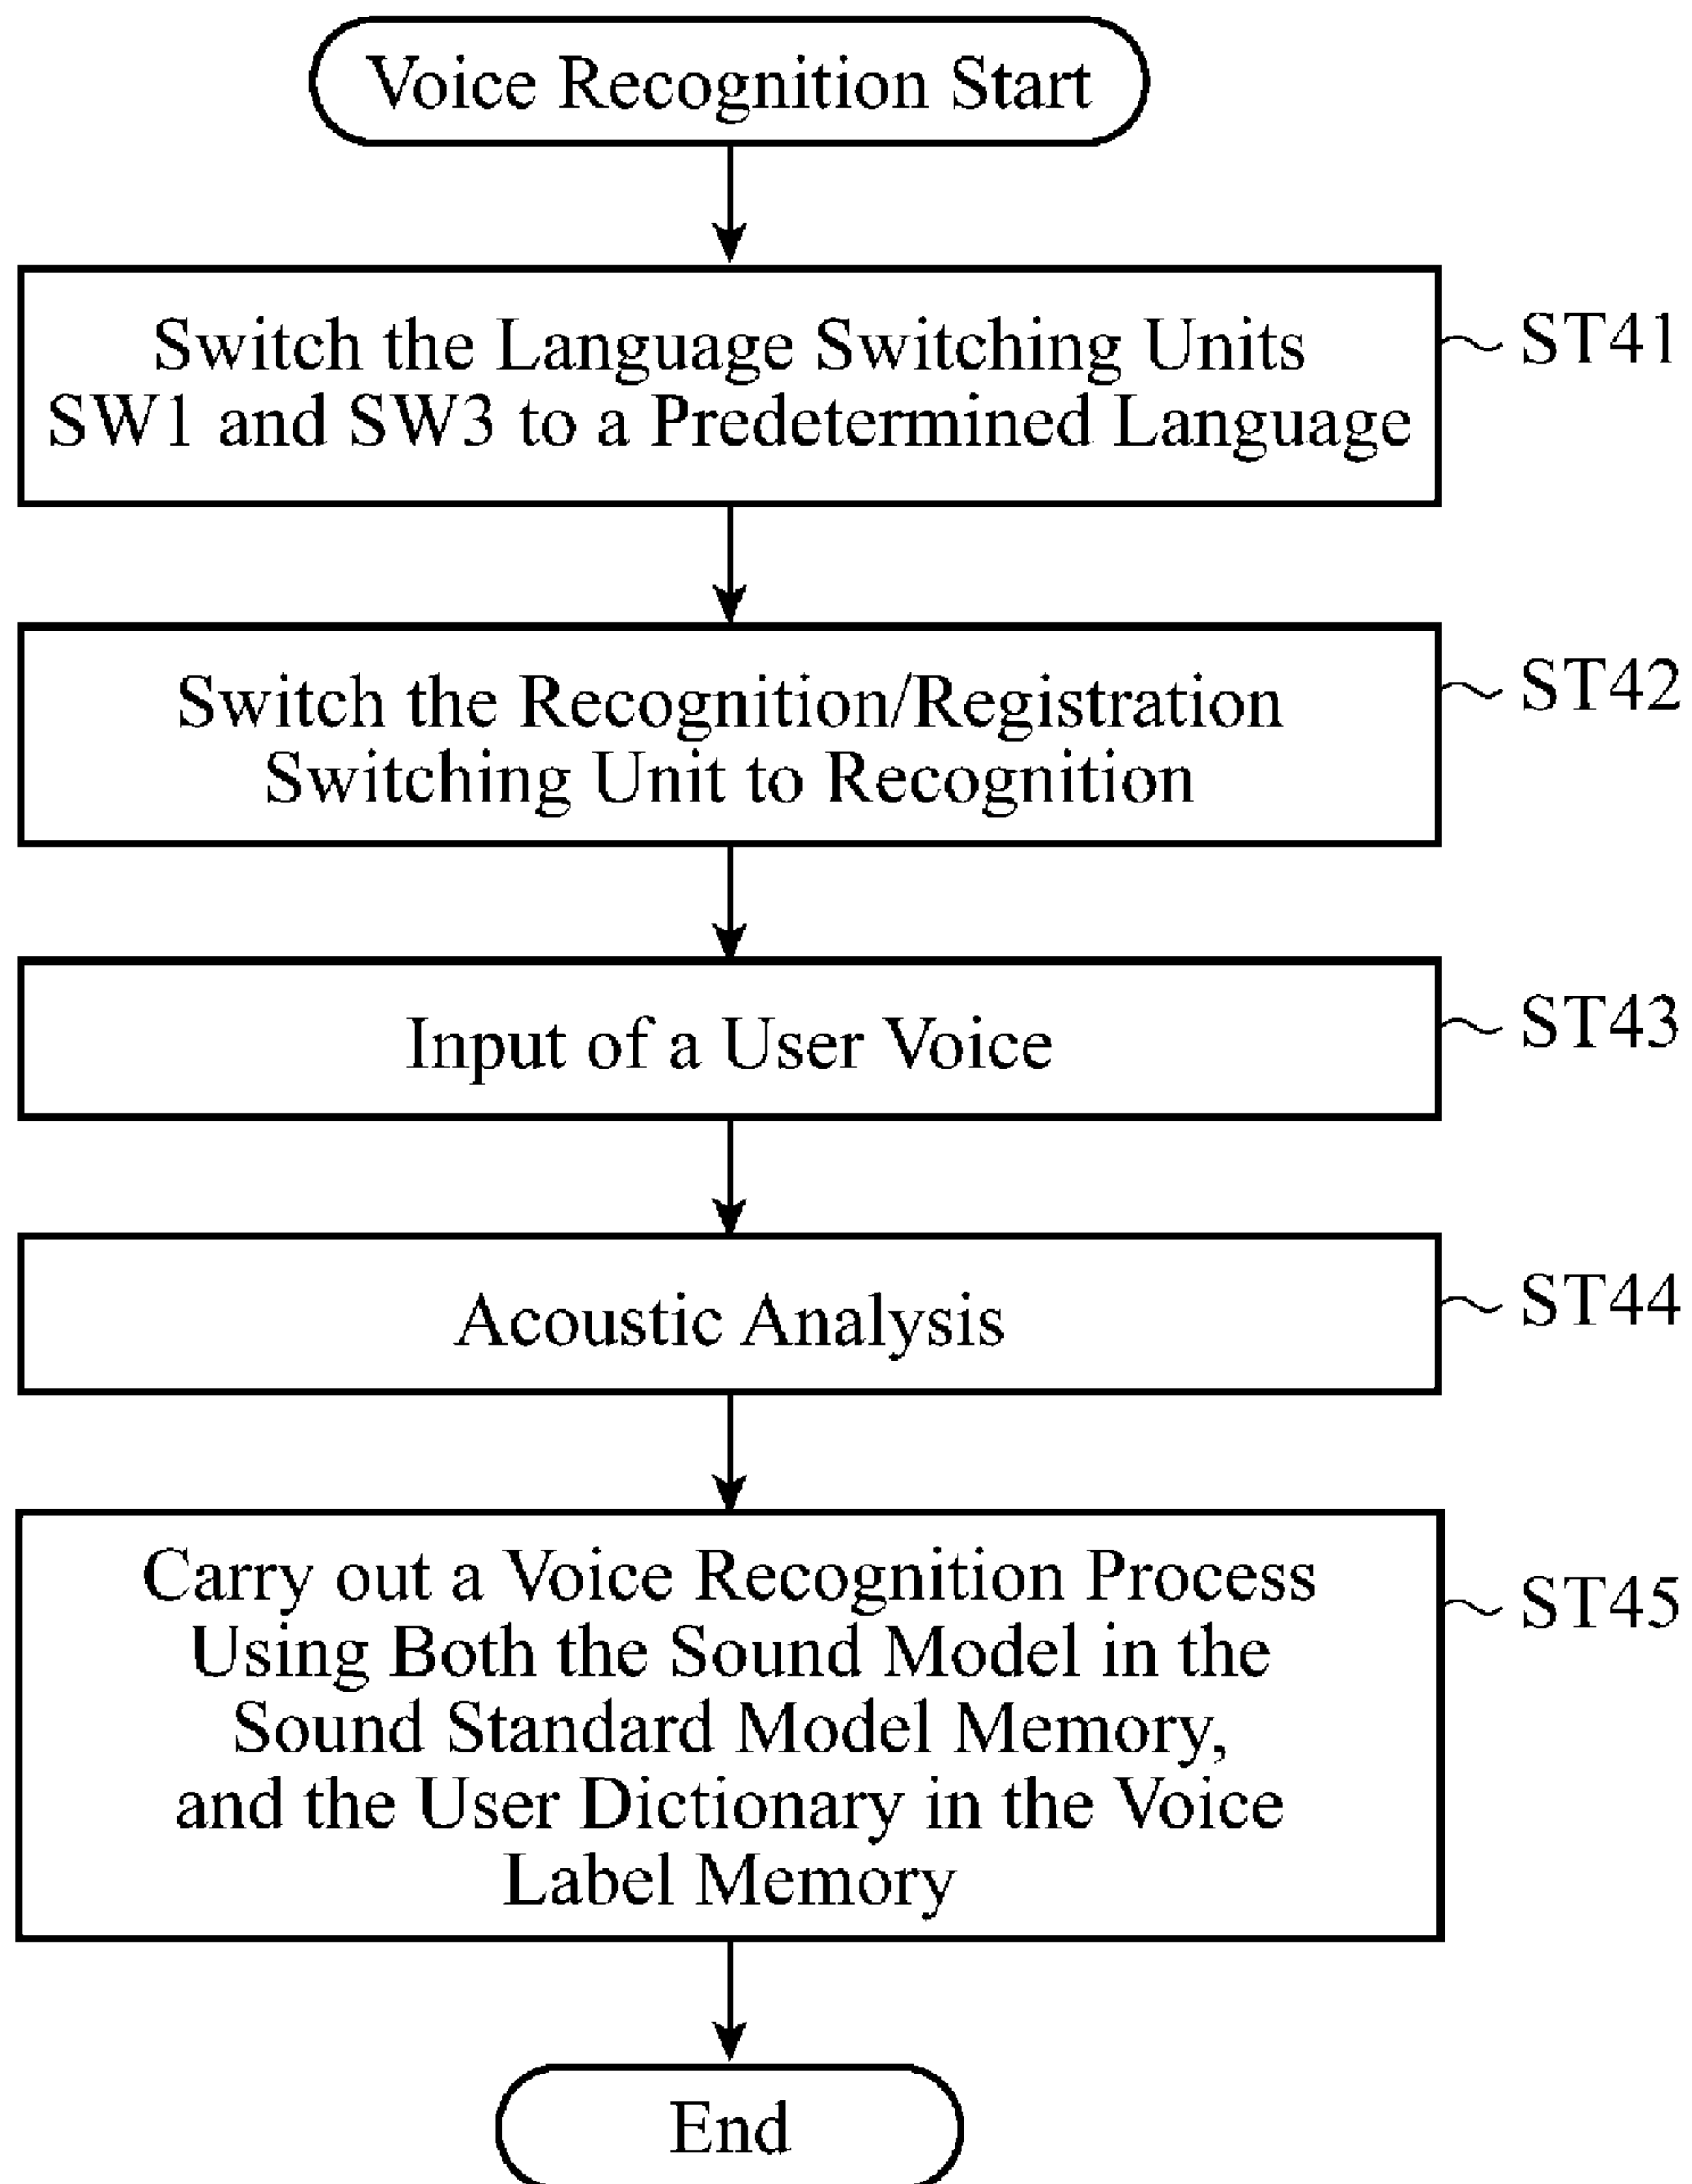 Voice Recognition Start
Switch the Language Switching Units
SW1 and SW3 to a Predetermined Language
ST41
Switch the Recognition/Registration
Switching Unit to Recognition
ST42
Input of a User Voice
ST43
Acoustic Analysis
ST44
Carry out a Voice Recognition Process
Using Both the Sound Model in the
Sound Standard Model Memory,
and the User Dictionary in the Voice
Label Memory
ST45
End